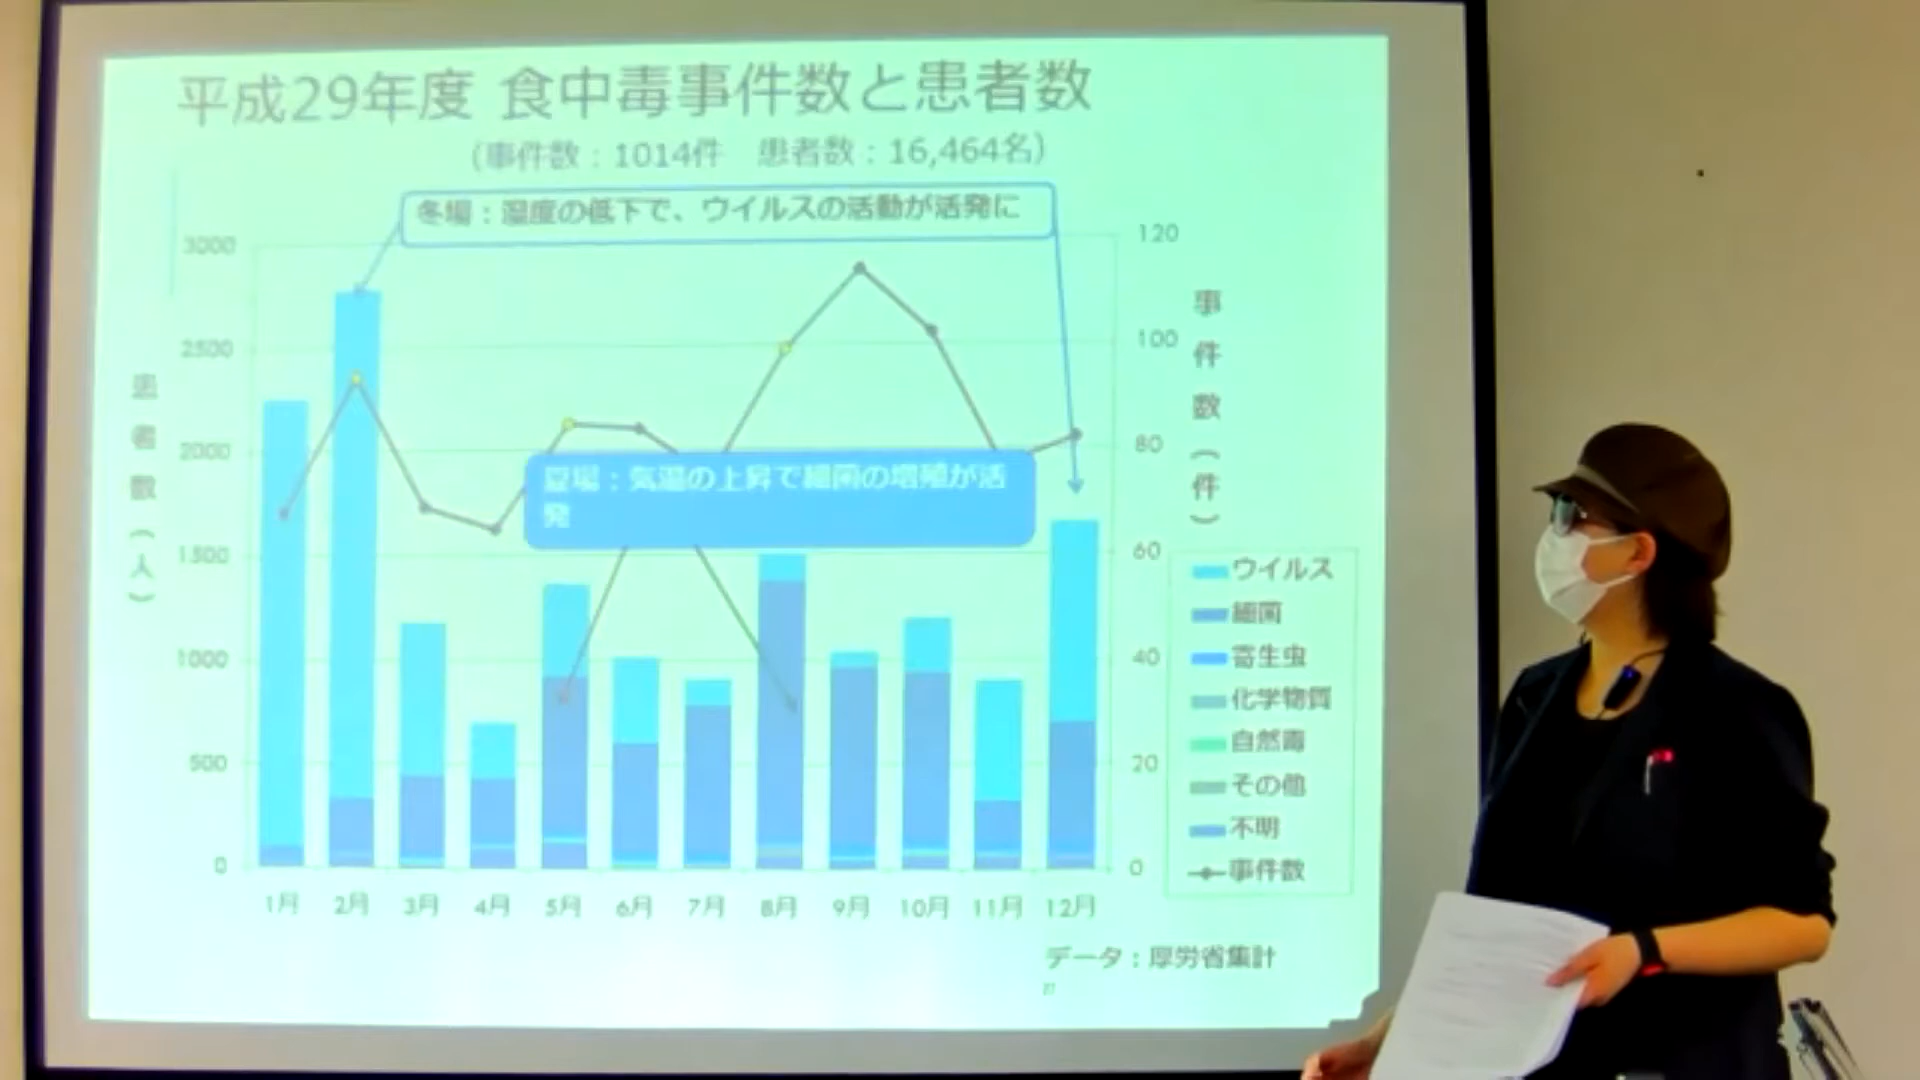 平成29年度 食中毒事件数と患者数
（事件数：1014件 患者数：16,464名）
冬場：湿度の低下で、ウイルスの活動が活発に
3000
2500
2000
1500
1000
500
0
患者数（人）
夏場：気温の上昇で細菌の増殖が活
発
120
100
80
60
40
20
0
事件数（件）
ウイルス
細菌
寄生虫
化学物質
自然毒
その他
不明
事件数
1月 2月 3月 4月 5月 6月 7月 8月 9月 10月 11月 12月
データ：厚労省集計